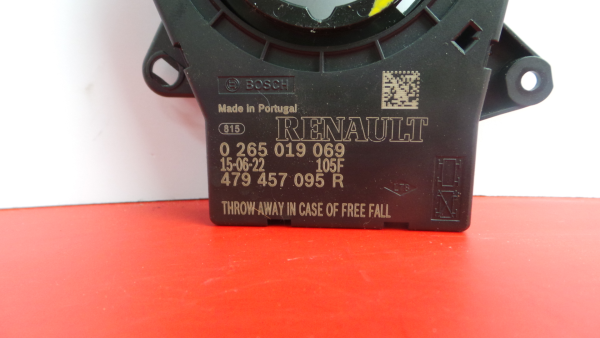 BOSCH
Made in Portugal
815
RENAULT
0 265 019 069
15-06-22 105F
479 457 095 R
THROW AWAY IN CASE OF FREE FALL